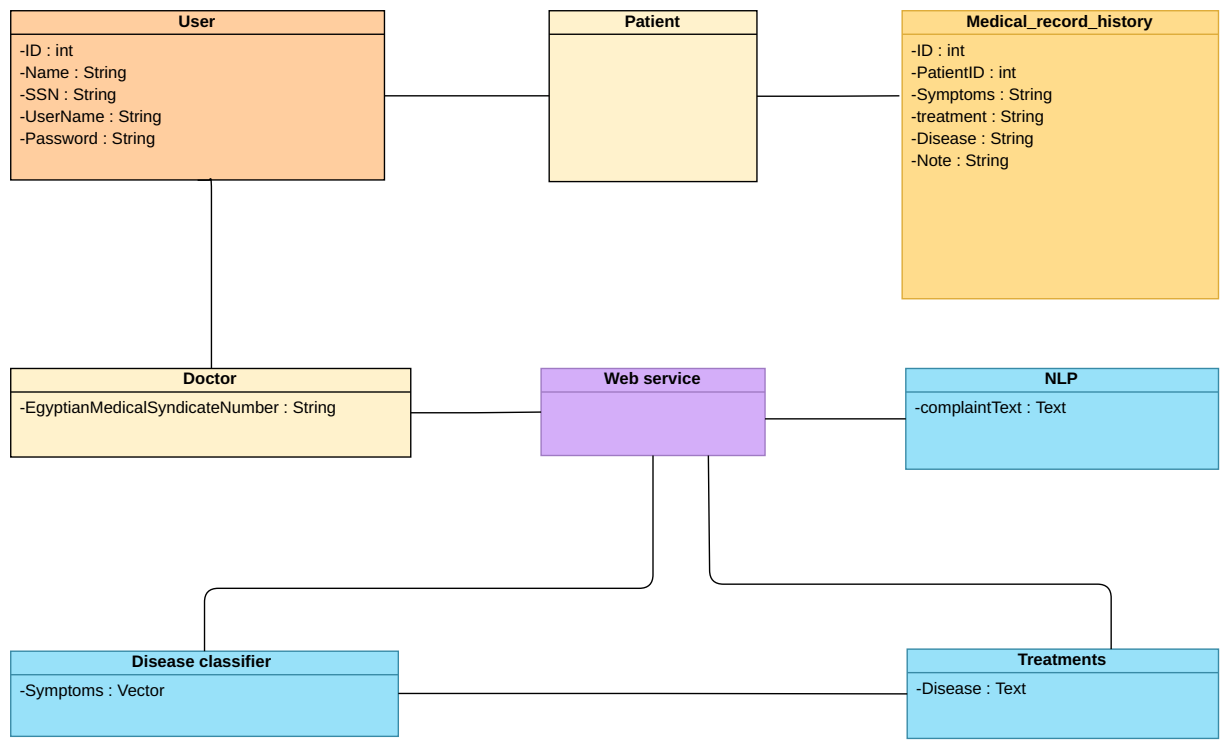 User
-ID : int
-Name : String
-SSN : String
-UserName : String
-Password : String
Patient
Medical_record_history
-ID : int
-PatientID : int
-Symptoms : String
-treatment : String
-Disease : String
-Note : String
Doctor
-EgyptianMedicalSyndicateNumber : String
Web service
NLP
-complaintText : Text
Disease classifier
-Symptoms : Vector
Treatments
-Disease : Text